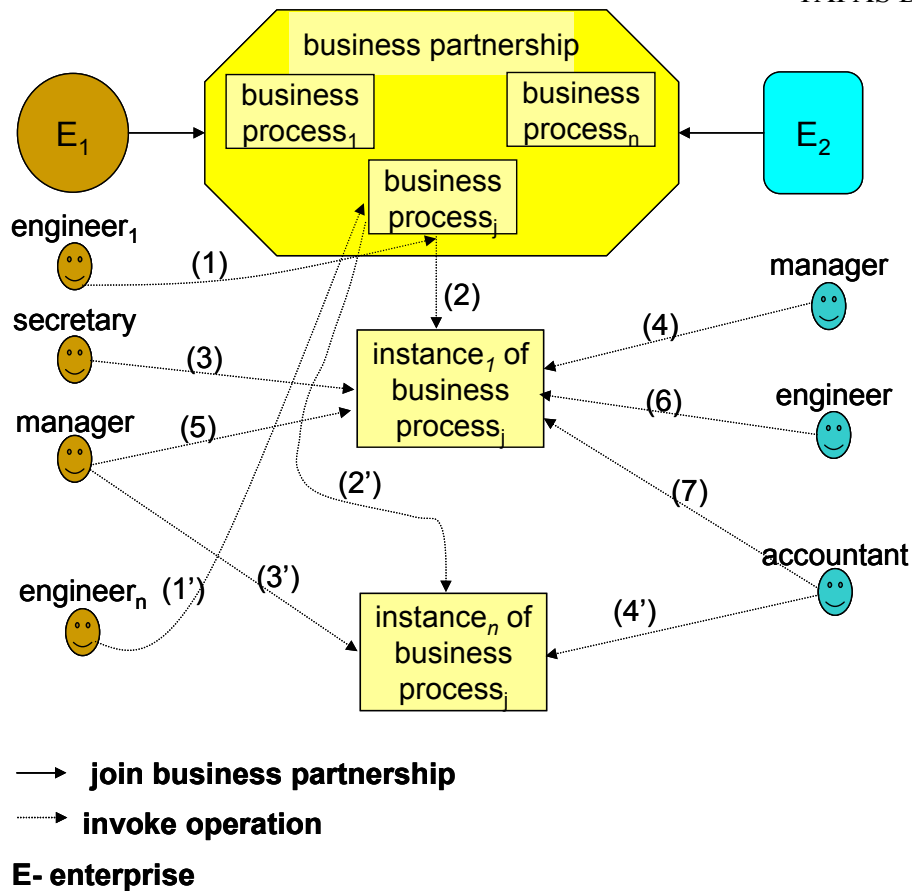 business partnership
business
process₁
business
processₙ
E₁
E₂
business
processⱼ
engineer₁
(1)
(2)
manager
secretary
(3)
instance₁ of
business
processⱼ
(4)
manager
(5)
engineer
(6)
(2')
(7)
engineerₙ
(1')
(3')
accountant
instanceₙ of
business
processⱼ
(4')
join business partnership
invoke operation
E- enterprise